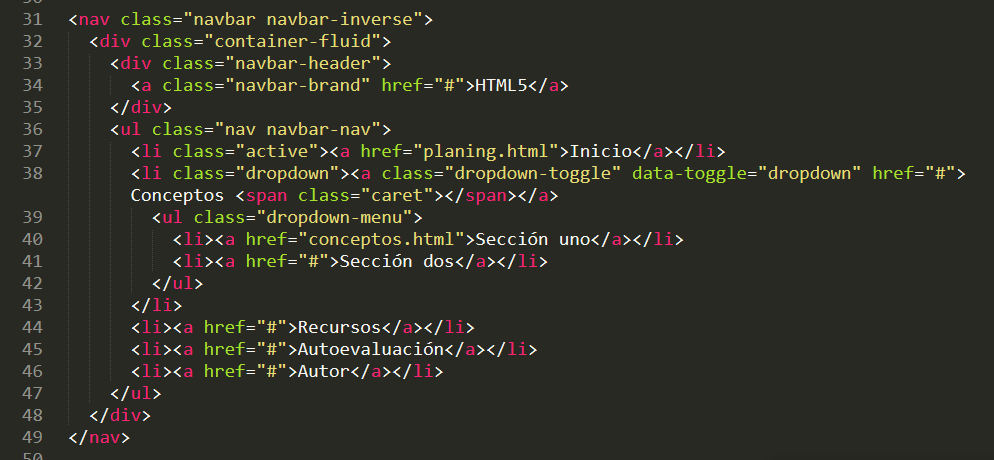 31 <nav class="navbar navbar-inverse">
32 <div class="container-fluid">
33 <div class="navbar-header">
34 <a class="navbar-brand" href="#">HTML5</a>
35 </div>
36 <ul class="nav navbar-nav">
37 <li class="active"><a href="planing.html">Inicio</a></li>
38 <li class="dropdown"><a class="dropdown-toggle" data-toggle="dropdown" href="#">
Conceptos <span class="caret"></span></a>
39 <ul class="dropdown-menu">
40 <li><a href="conceptos.html">Sección uno</a></li>
41 <li><a href="#">Sección dos</a></li>
42 </ul>
43 </li>
44 <li><a href="#">Recursos</a></li>
45 <li><a href="#">Autoevaluación</a></li>
46 <li><a href="#">Autor</a></li>
47 </ul>
48 </div>
49 </nav>